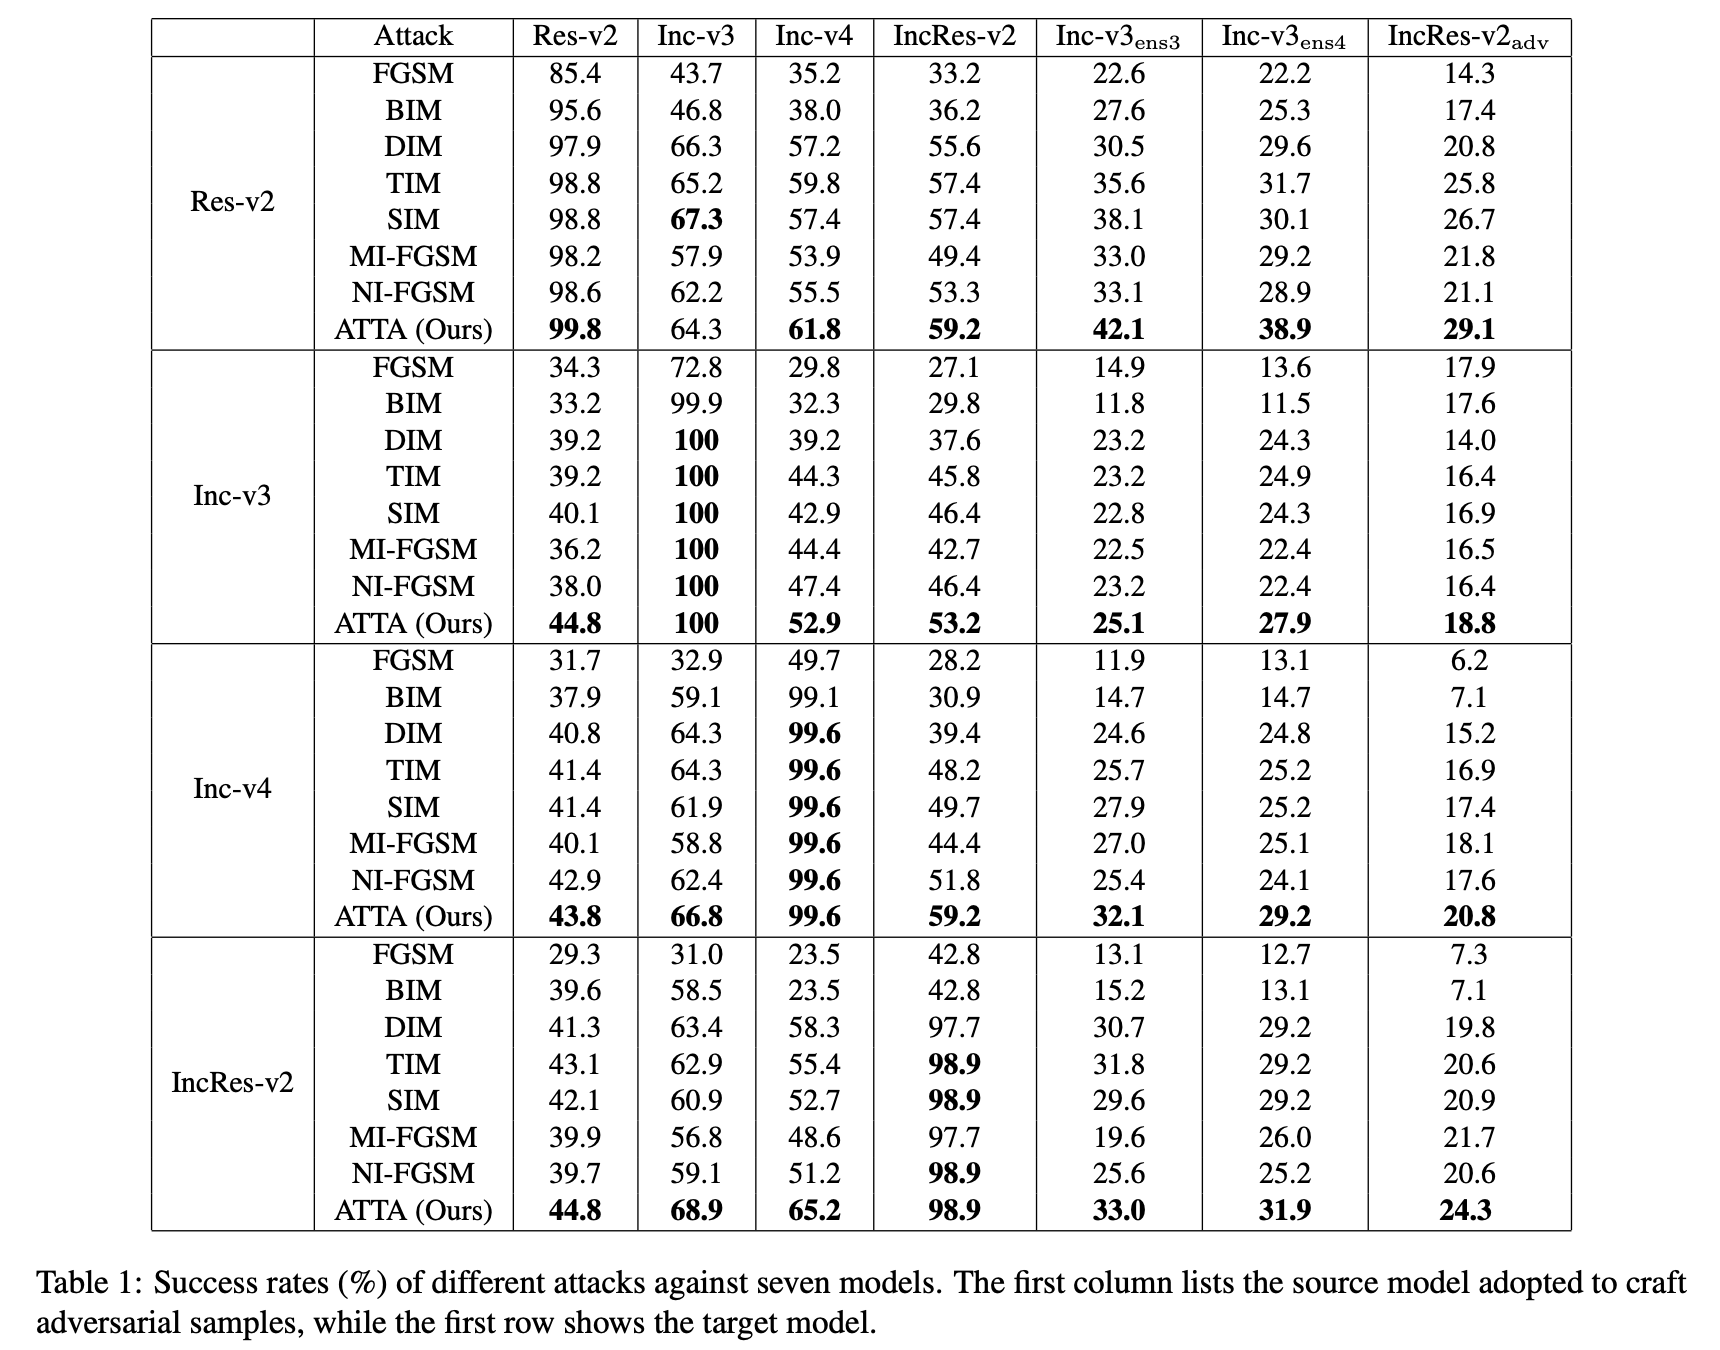 Attack Res-v2 Inc-v3 Inc-v4 IncRes-v2 Inc-v3ens3 Inc-v3ens4 IncRes-v2adv
Res-v2
FGSM 85.4 43.7 35.2 33.2 22.6 22.2 14.3
BIM 95.6 46.8 38.0 36.2 27.6 25.3 17.4
DIM 97.9 66.3 57.2 55.6 30.5 29.6 20.8
TIM 98.8 65.2 59.8 57.4 35.6 31.7 25.8
SIM 98.8 67.3 57.4 57.4 38.1 30.1 26.7
MI-FGSM 98.2 57.9 53.9 49.4 33.0 29.2 21.8
NI-FGSM 98.6 62.2 55.5 53.3 33.1 28.9 21.1
ATTA (Ours) 99.8 64.3 61.8 59.2 42.1 38.9 29.1
Inc-v3
FGSM 34.3 72.8 29.8 27.1 14.9 13.6 17.9
BIM 33.2 99.9 32.3 29.8 11.8 11.5 17.6
DIM 39.2 100 39.2 37.6 23.2 24.3 14.0
TIM 39.2 100 44.3 45.8 23.2 24.9 16.4
SIM 40.1 100 42.9 46.4 22.8 24.3 16.9
MI-FGSM 36.2 100 44.4 42.7 22.5 22.4 16.5
NI-FGSM 38.0 100 47.4 46.4 23.2 22.4 16.4
ATTA (Ours) 44.8 100 52.9 53.2 25.1 27.9 18.8
Inc-v4
FGSM 31.7 32.9 49.7 28.2 11.9 13.1 6.2
BIM 37.9 59.1 99.1 30.9 14.7 14.7 7.1
DIM 40.8 64.3 99.6 39.4 24.6 24.8 15.2
TIM 41.4 64.3 99.6 48.2 25.7 25.2 16.9
SIM 41.4 61.9 99.6 49.7 27.9 25.2 17.4
MI-FGSM 40.1 58.8 99.6 44.4 27.0 25.1 18.1
NI-FGSM 42.9 62.4 99.6 51.8 25.4 24.1 17.6
ATTA (Ours) 43.8 66.8 99.6 59.2 32.1 29.2 20.8
IncRes-v2
FGSM 29.3 31.0 23.5 42.8 13.1 12.7 7.3
BIM 39.6 58.5 23.5 42.8 15.2 13.1 7.1
DIM 41.3 63.4 58.3 97.7 30.7 29.2 19.8
TIM 43.1 62.9 55.4 98.9 31.8 29.2 20.6
SIM 42.1 60.9 52.7 98.9 29.6 29.2 20.9
MI-FGSM 39.9 56.8 48.6 97.7 19.6 26.0 21.7
NI-FGSM 39.7 59.1 51.2 98.9 25.6 25.2 20.6
ATTA (Ours) 44.8 68.9 65.2 98.9 33.0 31.9 24.3
Table 1: Success rates (%) of different attacks against seven models. The first column lists the source model adopted to craft
adversarial samples, while the first row shows the target model.